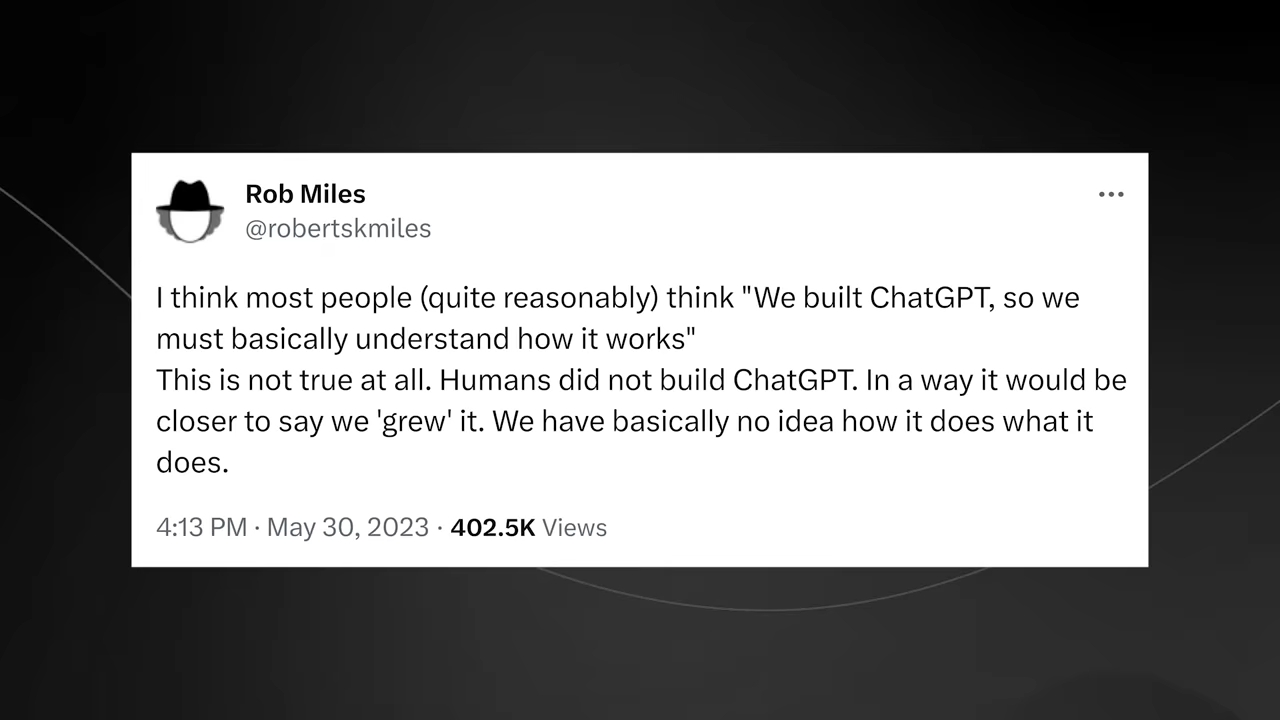 Rob Miles
@robertskmiles
I think most people (quite reasonably) think "We built ChatGPT, so we
must basically understand how it works"
This is not true at all. Humans did not build ChatGPT. In a way it would be
closer to say we 'grew' it. We have basically no idea how it does what it
does.
4:13 PM · May 30, 2023 · 402.5K Views